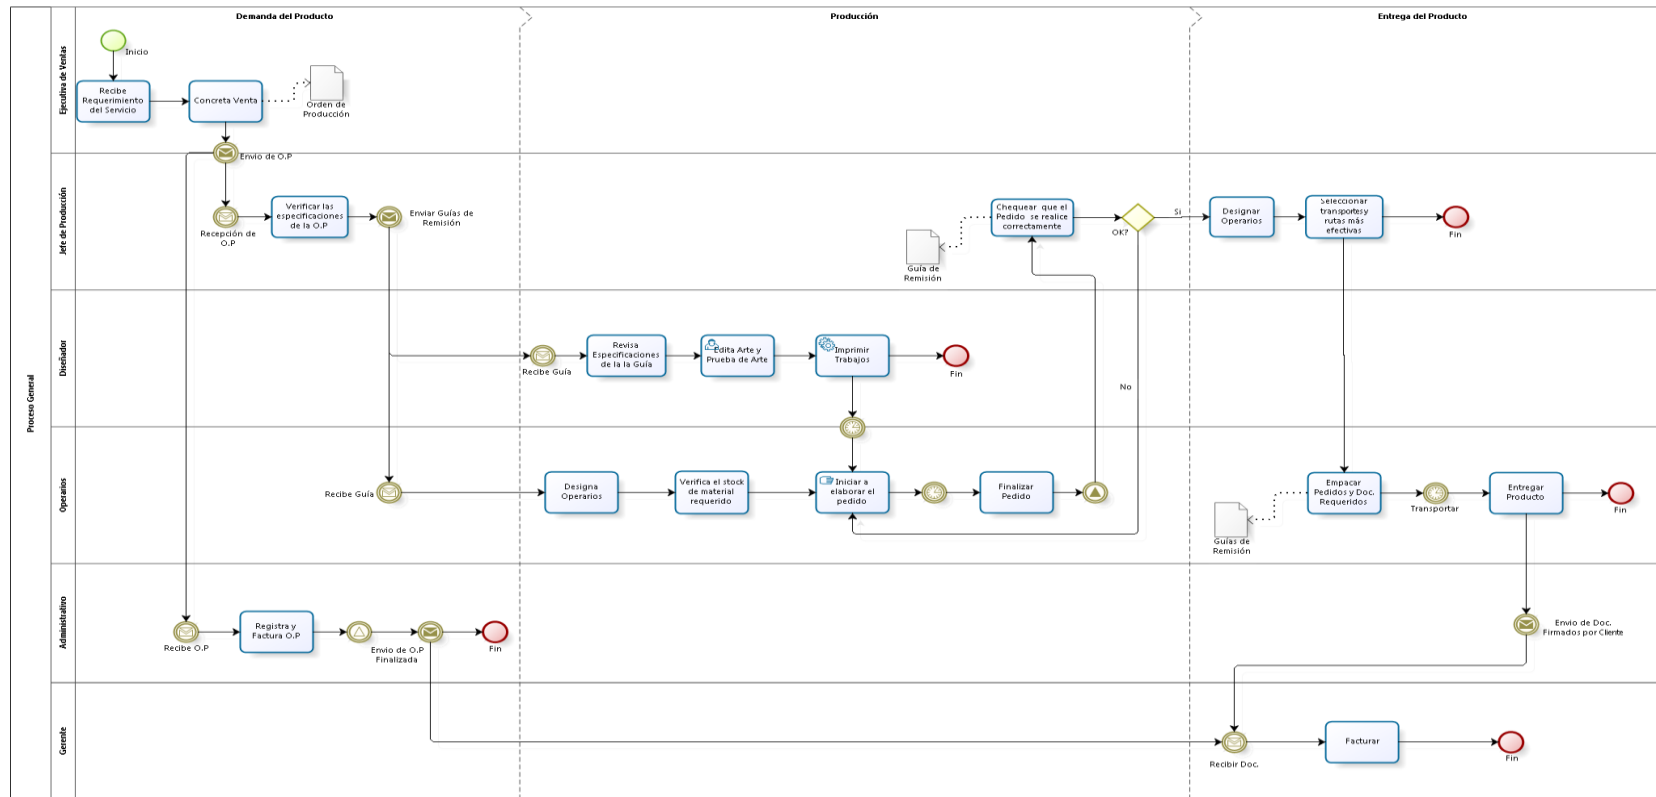 Demanda del Producto
Producción
Entrega del Producto
Proceso General
Ejecutiva de Ventas
Inicio
Recibe
Requerimiento
del Servicio
Concreta Venta
Orden de
Producción
Envio de O.P
Jefe de Producción
Recepción de
O.P
Verificar las
especificaciones
de la O.P
Enviar Guías de
Remisión
Guía de
Remisión
Chequear que el
Pedido se realice
correctamente
OK?
Si
No
Designar
Operarios
Seleccionar
transportesy
rutas más
efectivas
Fin
Diseñador
Recibe Guía
Revisa
Especificaciones
de la la Guía
Edita Arte y
Prueba de Arte
Imprimir
Trabajos
Fin
Operarios
Recibe Guía
Designa
Operarios
Verifica el stock
de material
requerido
Iniciar a
elaborar el
pedido
Finalizar
Pedido
Guías de
Remisión
Empacar
Pedidos y Doc.
Requeridos
Transportar
Entregar
Producto
Fin
Administrativo
Recibe O.P
Registra y
Factura O.P
Envio de O.P
Finalizada
Fin
Envio de Doc.
Firmados por Cliente
Gerente
Recibir Doc.
Facturar
Fin